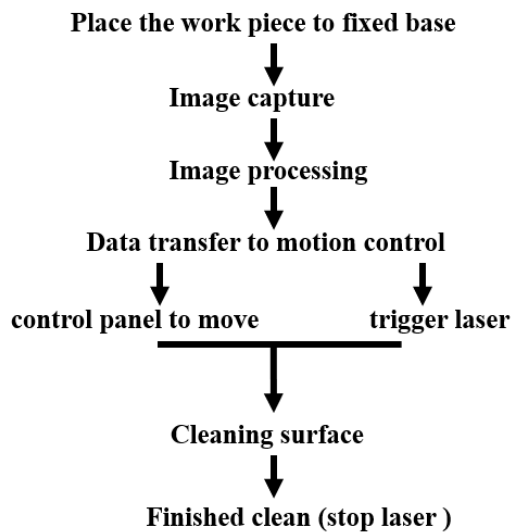 Place the work piece to fixed base
Image capture
Image processing
Data transfer to motion control
control panel to move
trigger laser
Cleaning surface
Finished clean (stop laser )